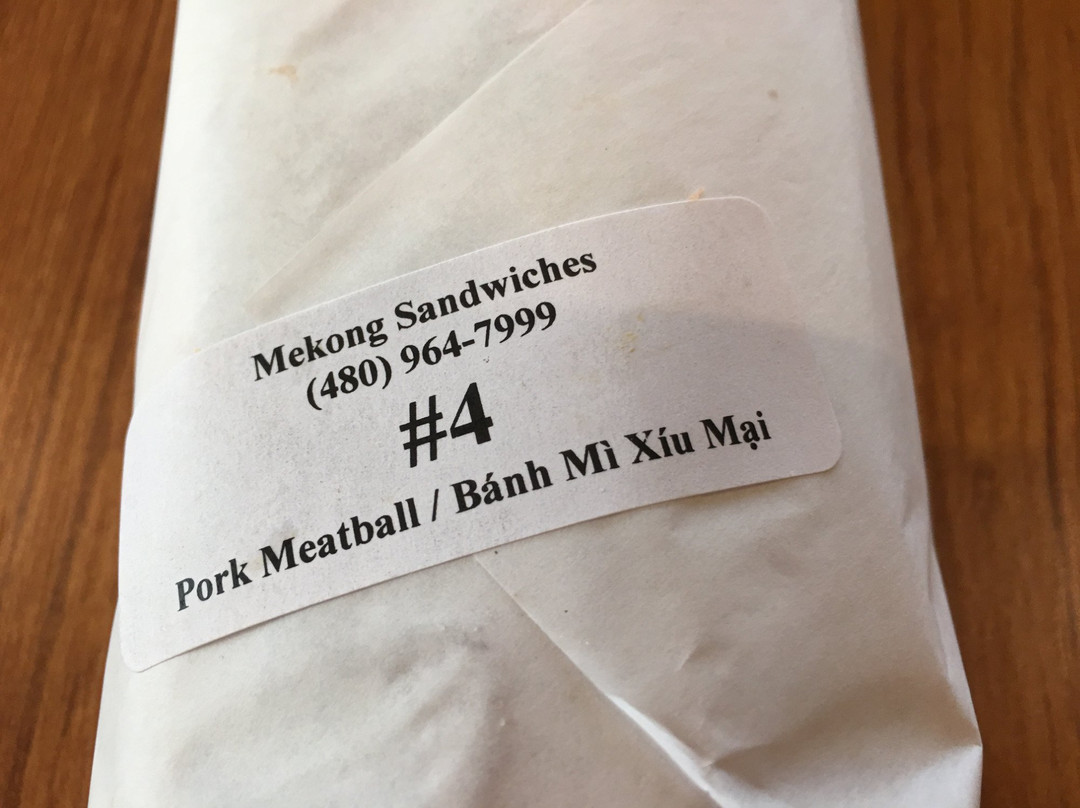 Mekong Sandwiches
(480) 964-7999
#4
Pork Meatball / Bánh Mì Xíu Mại